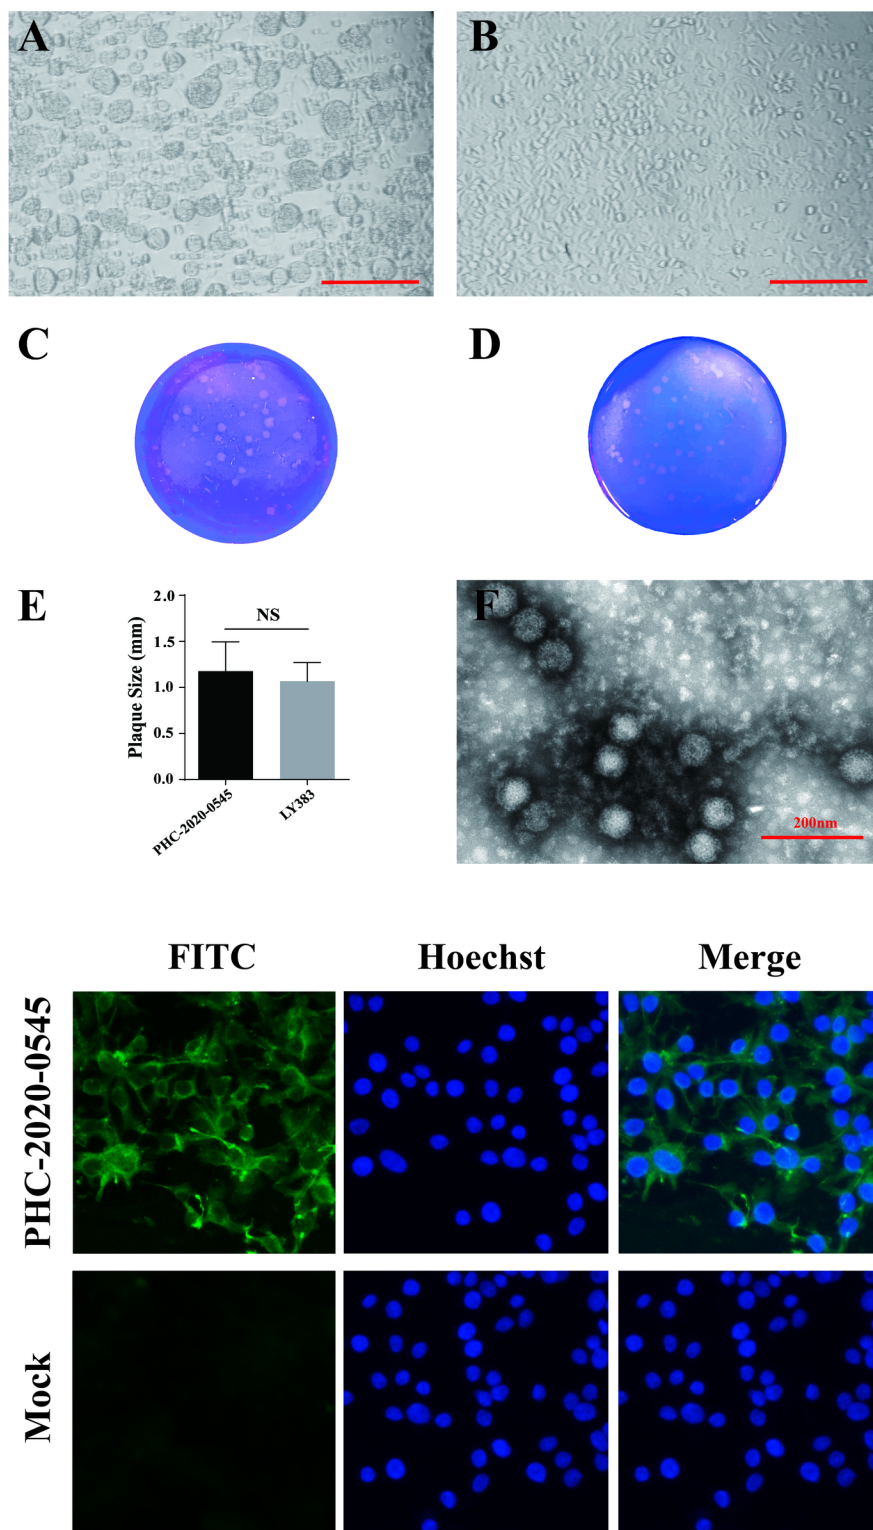 A
B
C
D
E
2.0
1.5
1.0
0.5
0.0
Plaque Size (mm)
NS
PHC-2020-0545
LY383
F
200nm
FITC
Hoechst
Merge
PHC-2020-0545
Mock